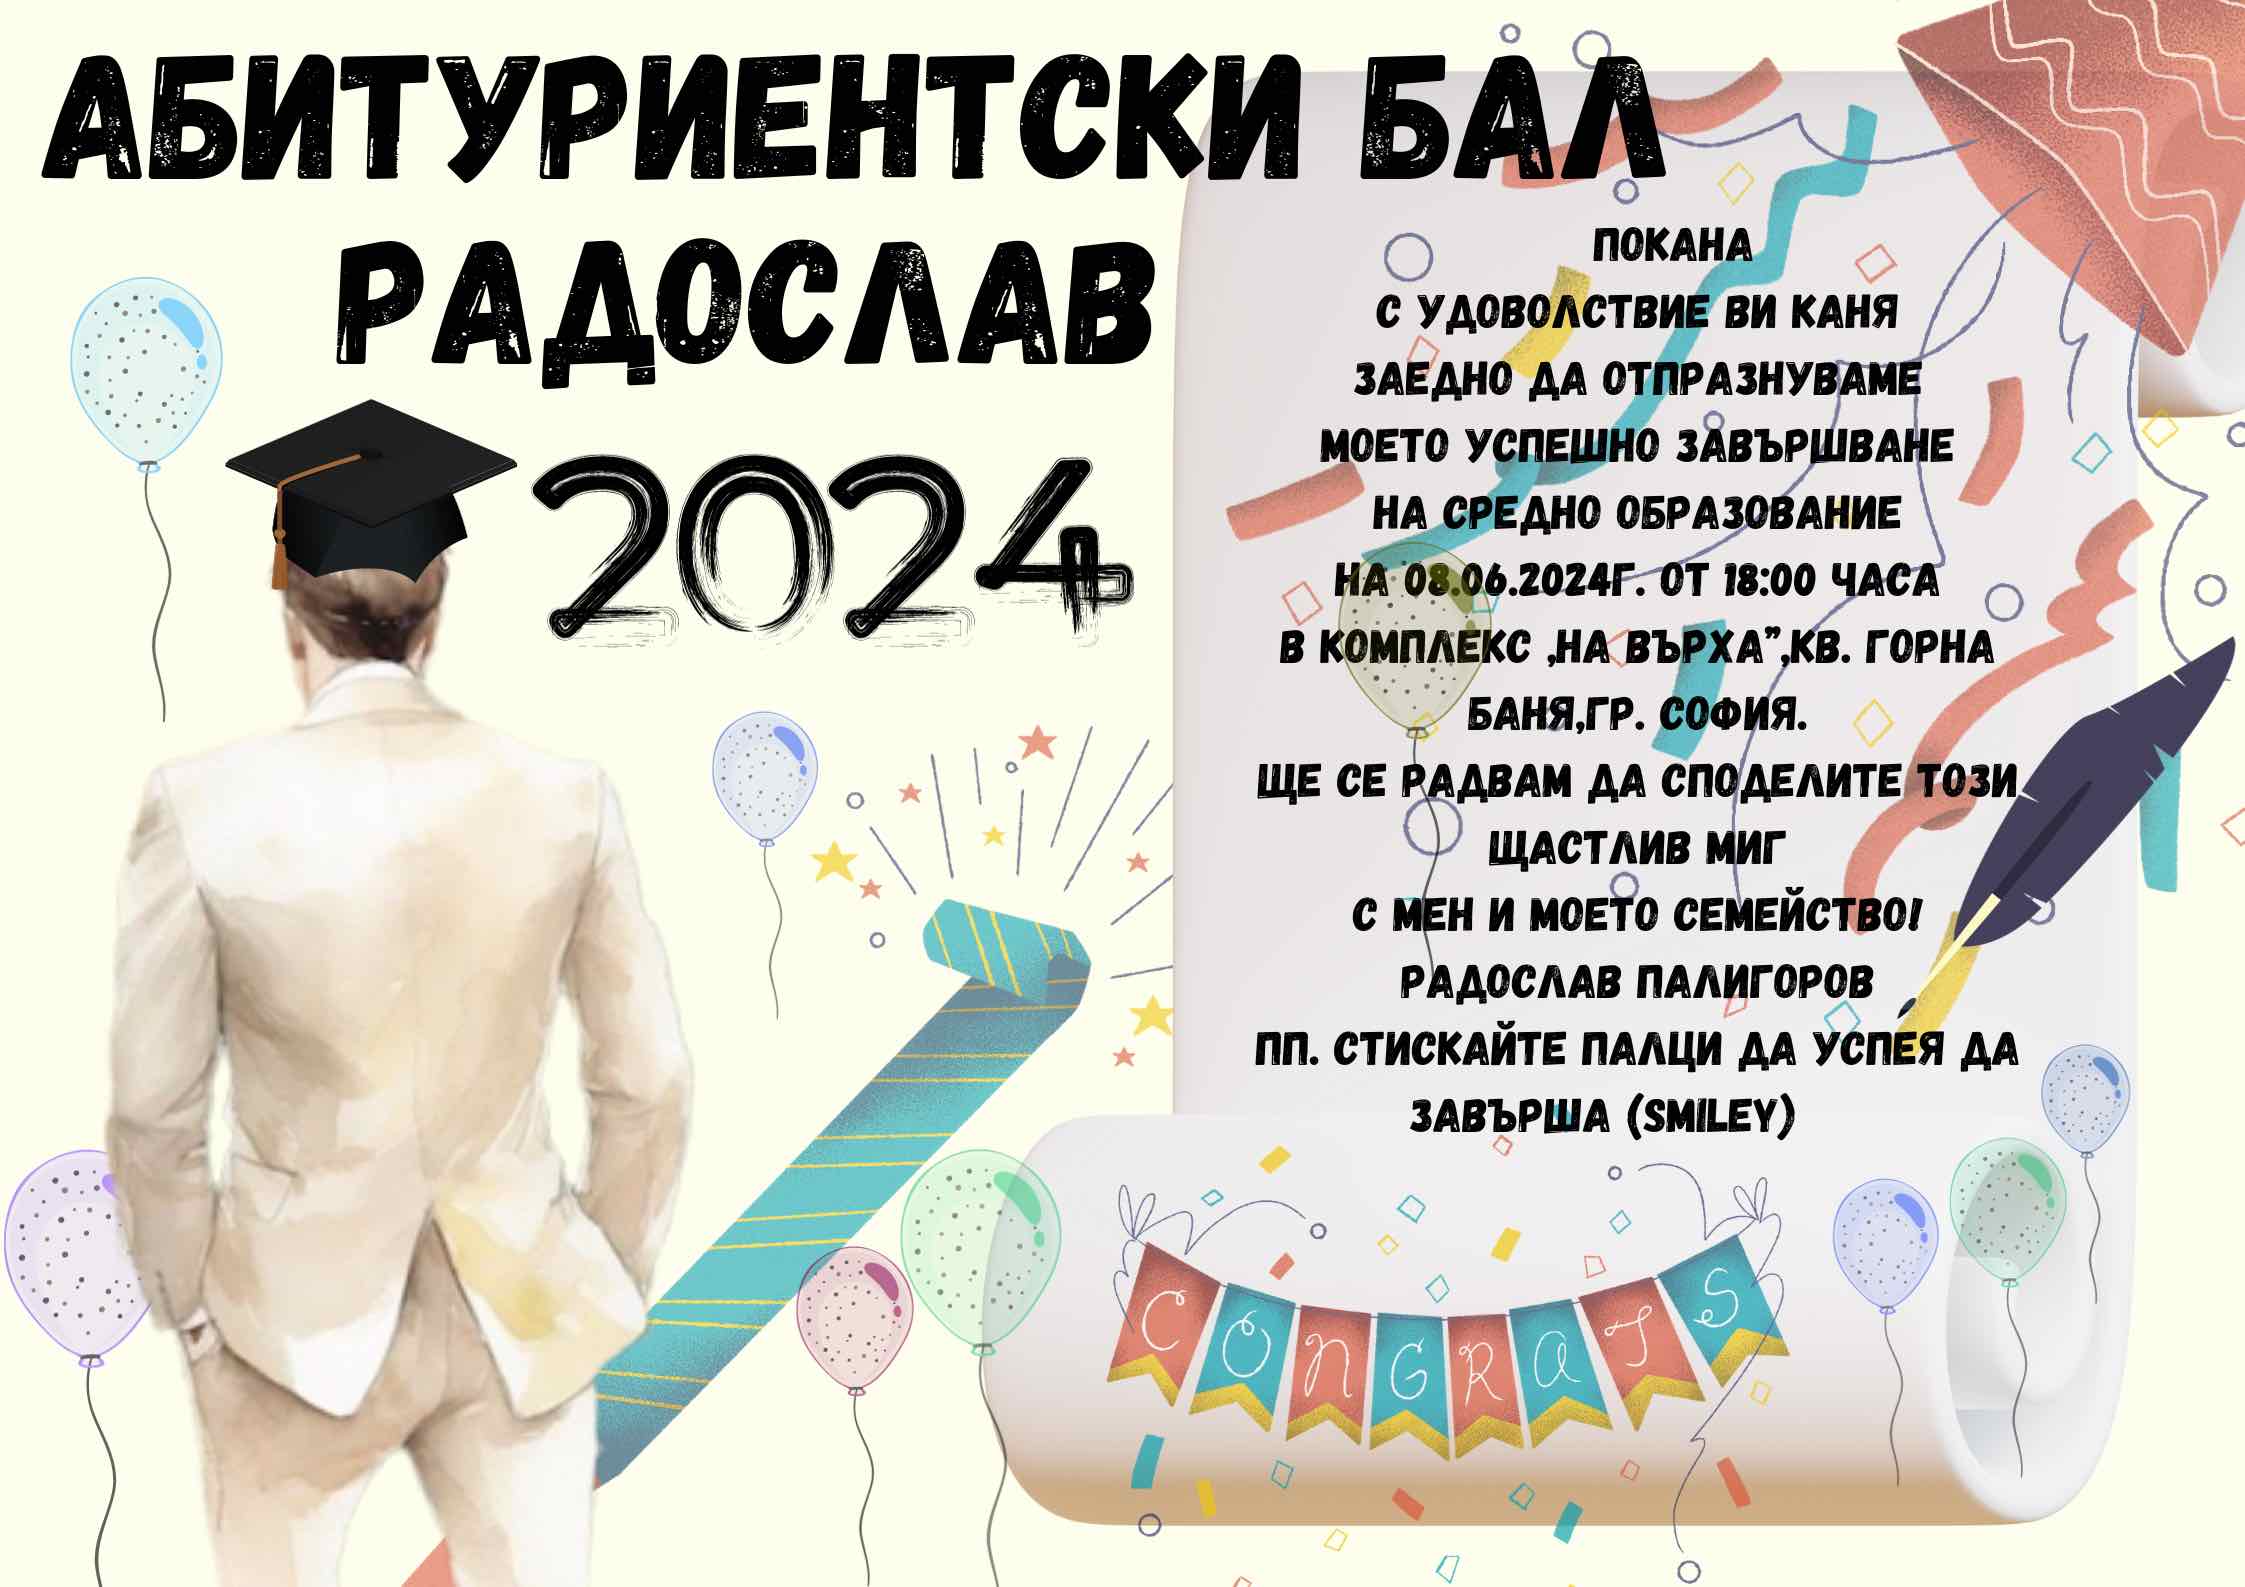 АБИТУРИЕНТСКИ БАЛ
РАДОСЛАВ
2024
ПОКАНА
С УДОВОЛСТВИЕ ВИ КАНЯ
ЗАЕДНО ДА ОТПРАЗНУВАМЕ
МОЕТО УСПЕШНО ЗАВЪРШВАНЕ
НА СРЕДНО ОБРАЗОВАНИЕ
НА 08.06.2024Г. ОТ 18:00 ЧАСА
В КОМПЛЕКС ,НА ВЪРХА”,КВ. ГОРНА
БАНЯ,ГР. СОФИЯ.
ЩЕ СЕ РАДВАМ ДА СПОДЕЛИТЕ ТОЗИ
ЩАСТЛИВ МИГ
С МЕН И МОЕТО СЕМЕЙСТВО!
РАДОСЛАВ ПАЛИГОРОВ
ПП. СТИСКАЙТЕ ПАЛЦИ ДА УСПЕЯ ДА
ЗАВЪРША (SMILEY)
CONGRATS